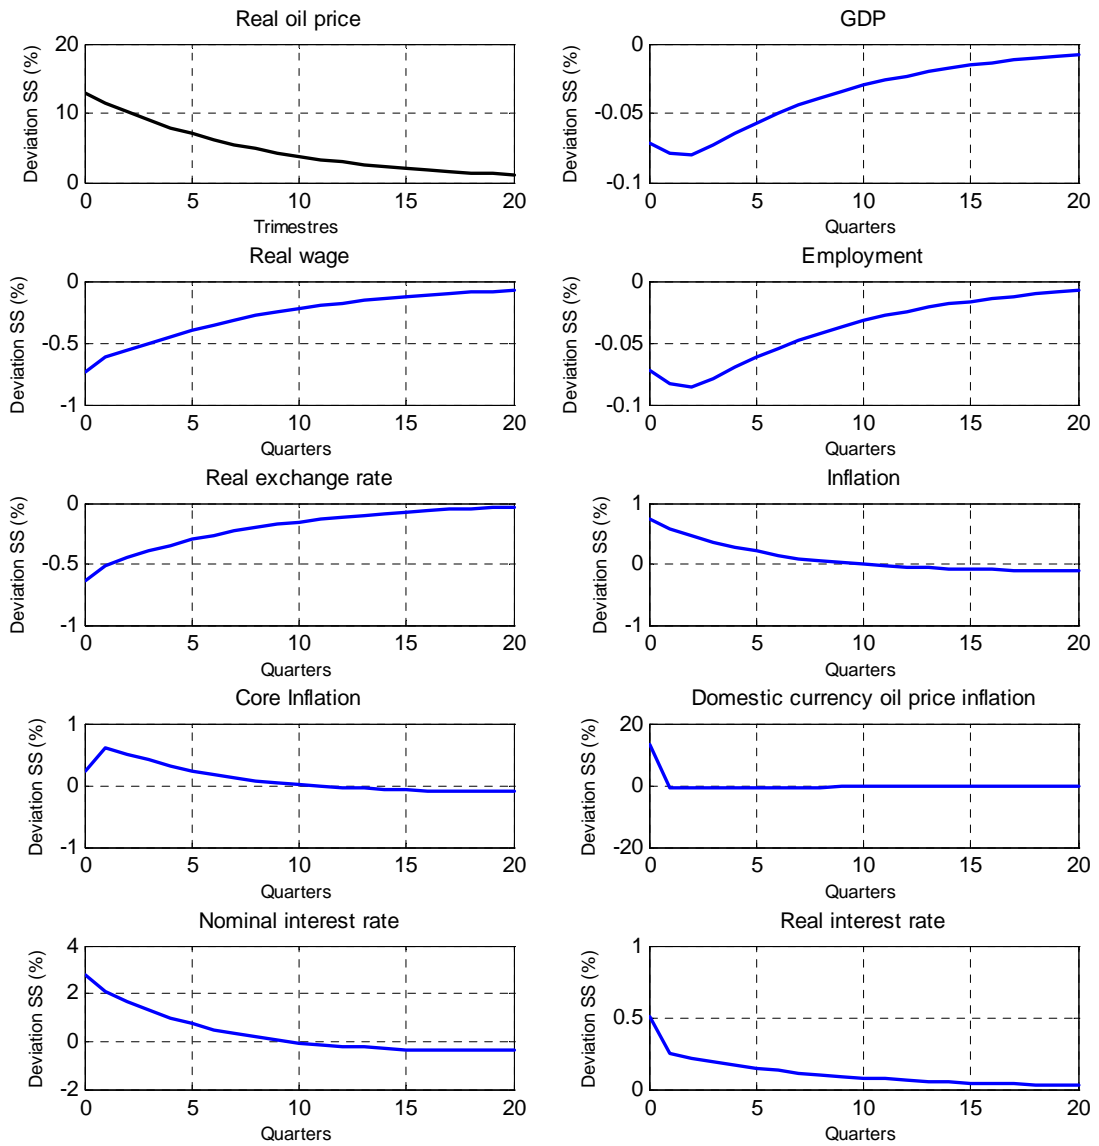 Real oil price
Deviation SS (%)
20
10
0
0 5 10 15 20
Trimestres
GDP
Deviation SS (%)
0
-0.05
-0.1
0 5 10 15 20
Quarters
Real wage
Deviation SS (%)
0
-0.5
-1
0 5 10 15 20
Quarters
Employment
Deviation SS (%)
0
-0.05
-0.1
0 5 10 15 20
Quarters
Real exchange rate
Deviation SS (%)
0
-0.5
-1
0 5 10 15 20
Quarters
Inflation
Deviation SS (%)
1
0
-1
0 5 10 15 20
Quarters
Core Inflation
Deviation SS (%)
1
0
-1
0 5 10 15 20
Quarters
Domestic currency oil price inflation
Deviation SS (%)
20
0
-20
0 5 10 15 20
Quarters
Nominal interest rate
Deviation SS (%)
4
2
0
-2
0 5 10 15 20
Quarters
Real interest rate
Deviation SS (%)
1
0.5
0
0 5 10 15 20
Quarters